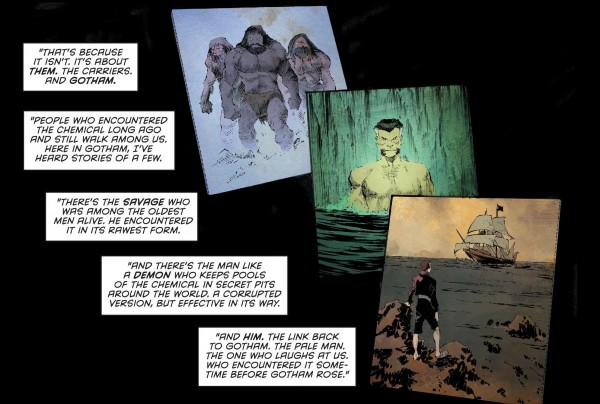 "THAT'S BECAUSE
IT ISN'T. IT'S ABOUT
THEM. THE CARRIERS.
AND GOTHAM.
"PEOPLE WHO ENCOUNTERED
THE CHEMICAL LONG AGO
AND STILL WALK AMONG US.
HERE IN GOTHAM, I'VE
HEARD STORIES OF A FEW.
"THERE'S THE SAVAGE WHO
WAS AMONG THE OLDEST
MEN ALIVE. HE ENCOUNTERED
IT IN ITS RAWEST FORM.
"AND THERE'S THE MAN LIKE
A DEMON WHO KEEPS POOLS
OF THE CHEMICAL IN SECRET PITS
AROUND THE WORLD. A CORRUPTED
VERSION, BUT EFFECTIVE IN ITS WAY.
"AND HIM. THE LINK BACK
TO GOTHAM. THE PALE MAN.
THE ONE WHO LAUGHS AT US.
WHO ENCOUNTERED IT SOME-
TIME BEFORE GOTHAM ROSE."